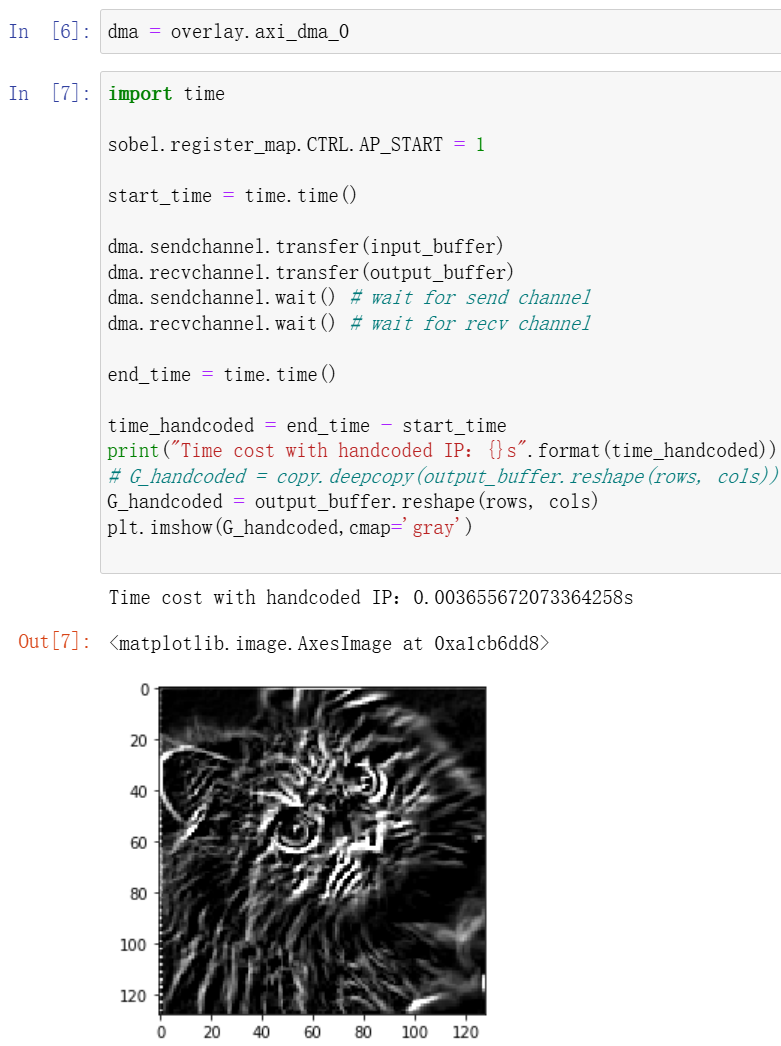 In [6]: dma = overlay.axi_dma_0
In [7]: import time
sobel.register_map.CTRL.AP_START = 1
start_time = time.time()
dma.sendchannel.transfer(input_buffer)
dma.recvchannel.transfer(output_buffer)
dma.sendchannel.wait() # wait for send channel
dma.recvchannel.wait() # wait for recv channel
end_time = time.time()
time_handcoded = end_time - start_time
print("Time cost with handcoded IP: {}s".format(time_handcoded))
# G_handcoded = copy.deepcopy(output_buffer.reshape(rows, cols))
G_handcoded = output_buffer.reshape(rows, cols)
plt.imshow(G_handcoded,cmap='gray')
Time cost with handcoded IP: 0.003655672073364258s
Out[7]: <matplotlib.image.AxesImage at 0xa1cb6dd8>
0
20
40
60
80
100
120
0 20 40 60 80 100 120